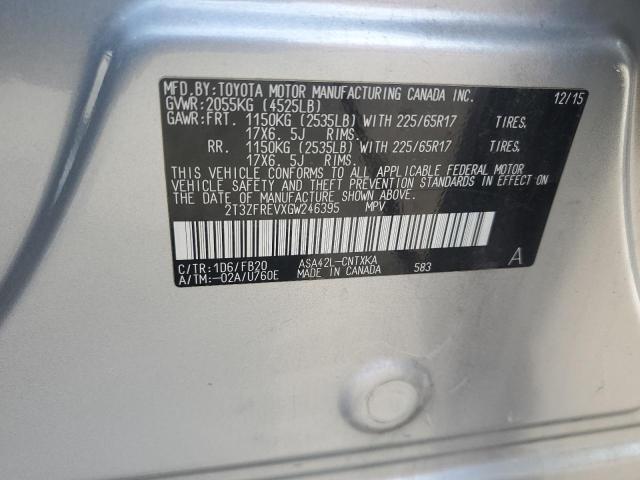 MFD.BY:TOYOTA MOTOR MANUFACTURING CANADA INC. 12/15
GVWR:2055KG (4525LB)
GAWR:FRT. 1150KG (2535LB) WITH 225/65R17 TIRES,
17X6. 5J RIMS.
RR. 1150KG (2535LB) WITH 225/65R17 TIRES,
17X6. 5J RIMS.
THIS VEHICLE CONFORMS TO ALL APPLICABLE FEDERAL MOTOR
VEHICLE SAFETY AND THEFT PREVENTION STANDARDS IN EFFECT ON
THE DATE OF MANUFACTURE SHOWN ABOVE.
2T3ZFREVXGW246395 MPV
C/TR:1D6/FB20 ASA42L-CNTXKA 583 A
A/TM:-02A/U760E MADE IN CANADA